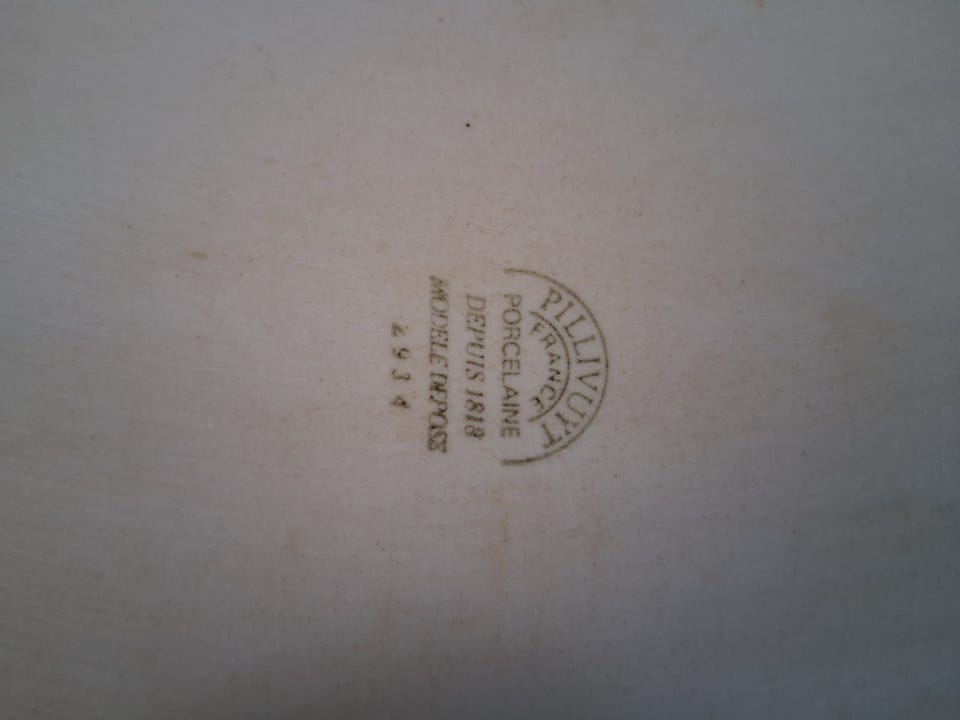 PILLIVUYT
FRANCE
PORCELAINE
DEPUIS 1818
MODELE DEPOSE
2934